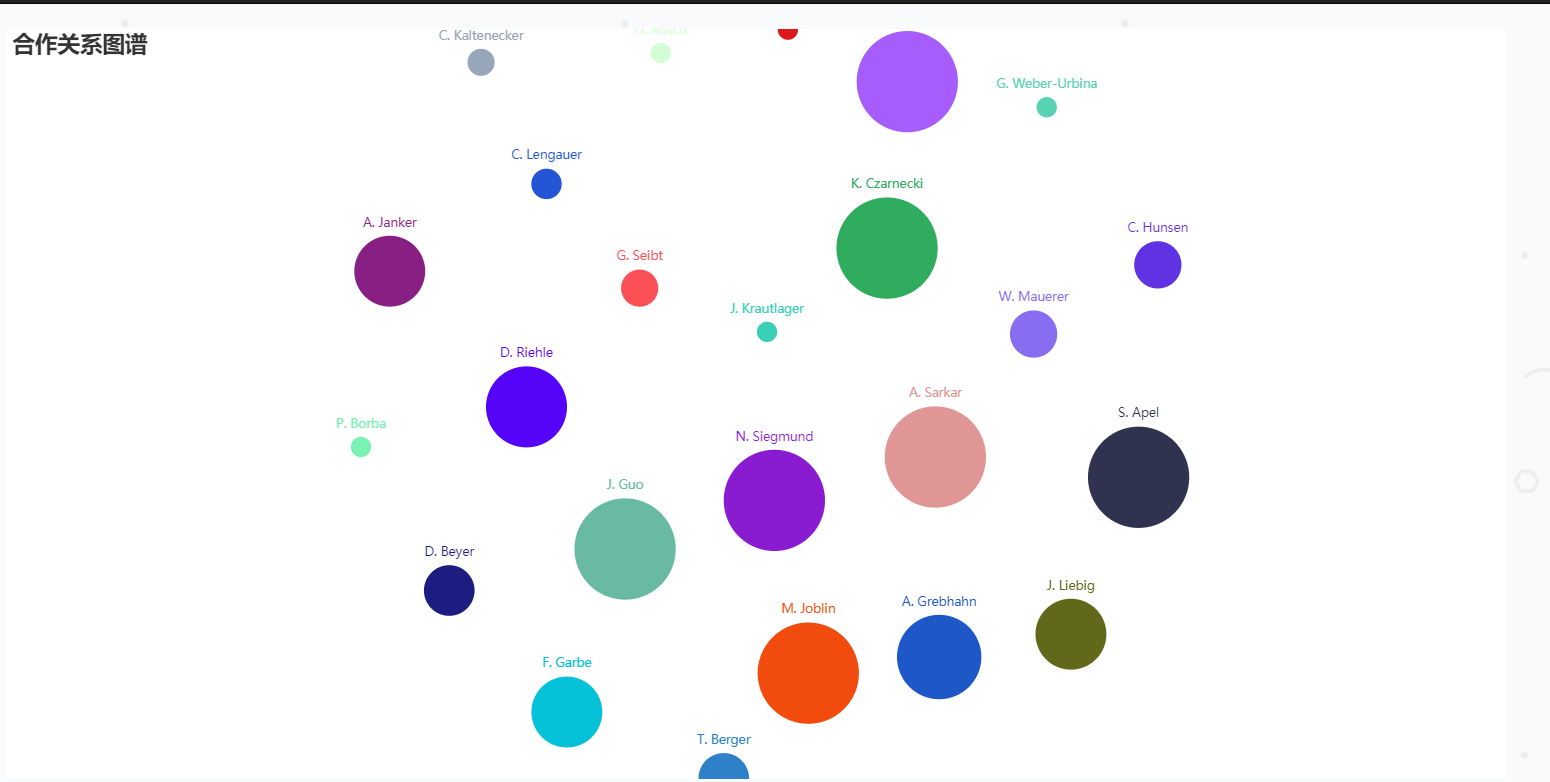 合作关系图谱
C. Kaltenecker
G. Weber-Urbina
C. Lengauer
K. Czarnecki
A. Janker
C. Hunsen
G. Seibt
W. Mauerer
J. Krautlager
D. Riehle
A. Sarkar
S. Apel
P. Borba
N. Siegmund
J. Guo
D. Beyer
J. Liebig
A. Grebhahn
M. Joblin
F. Garbe
T. Berger